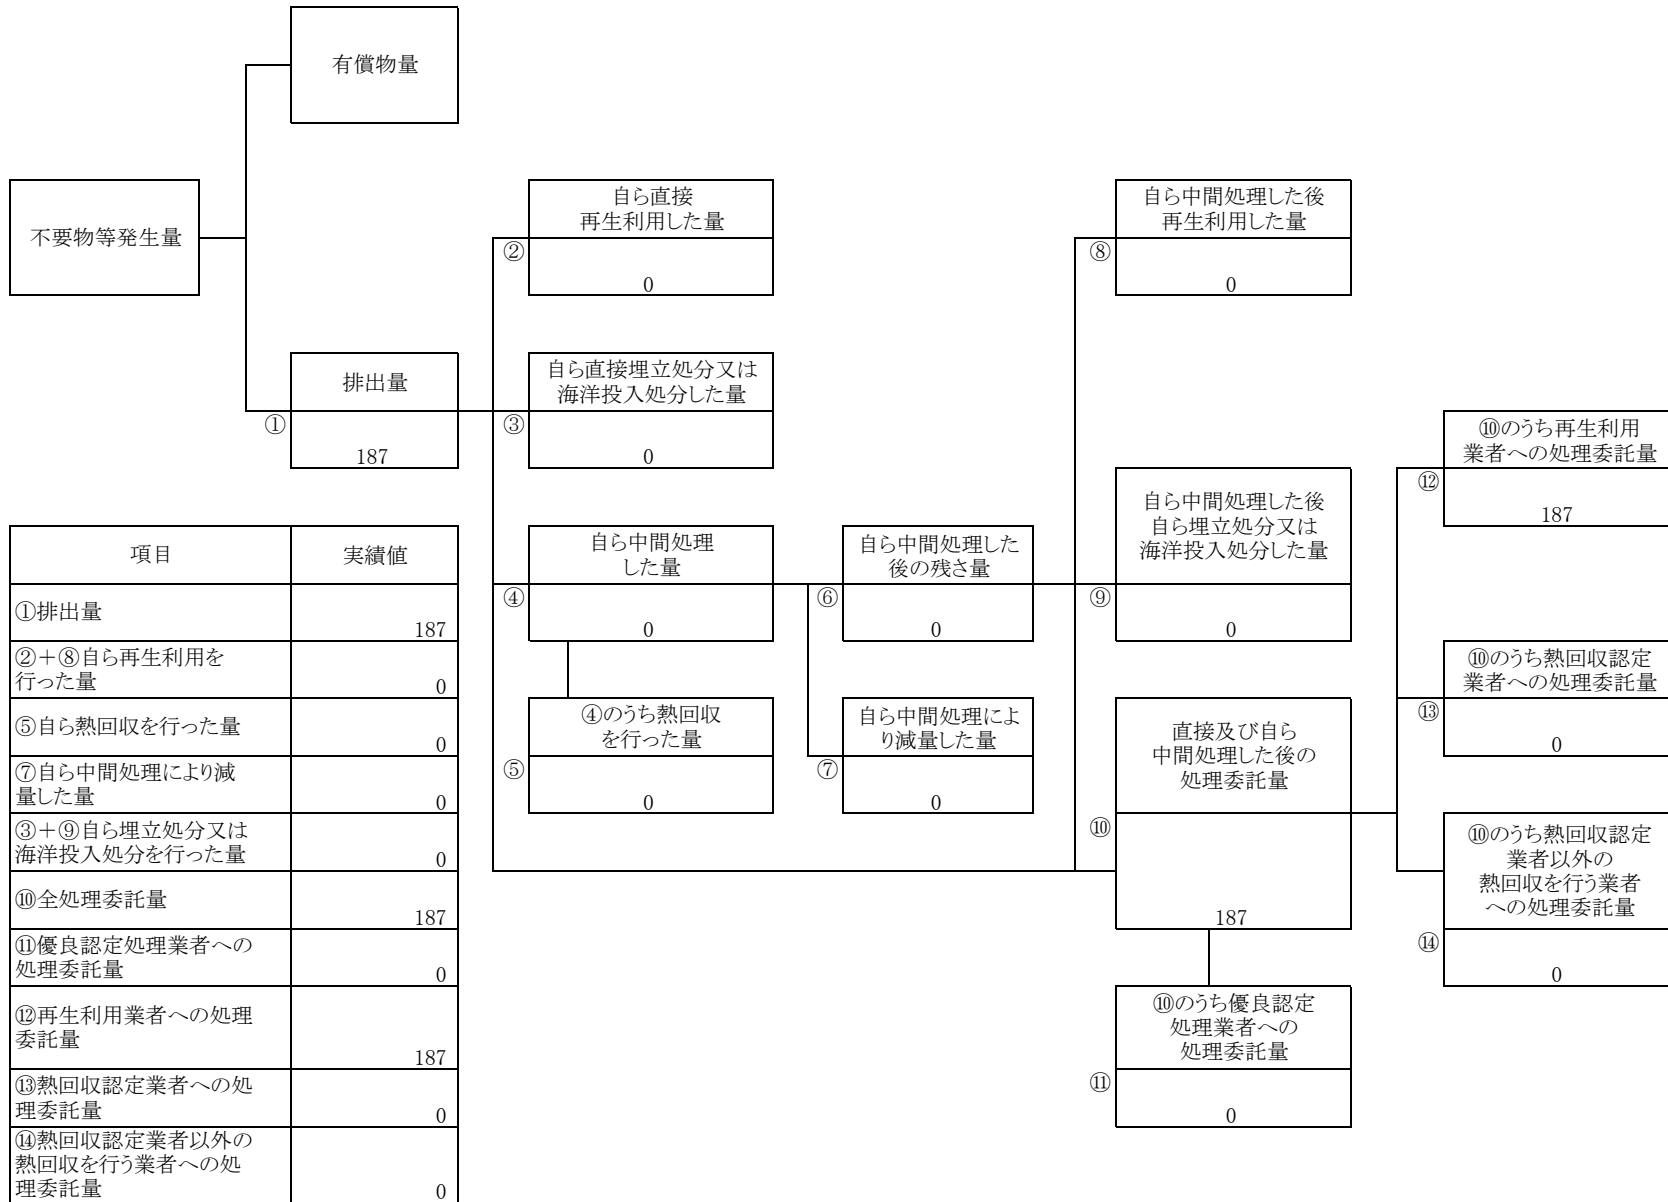 有償物量
不要物等発生量
自ら直接
再生利用した量
②
0
自ら中間処理した後
再生利用した量
⑧
0
排出量
①
187
自ら直接埋立処分又は
海洋投入処分した量
③
0
⑩のうち再生利用
業者への処理委託量
⑫
187
自ら中間処理
した量
④
0
自ら中間処理した
後の残さ量
⑥
0
自ら中間処理した後
自ら埋立処分又は
海洋投入処分した量
⑨
0
⑩のうち熱回収認定
業者への処理委託量
⑬
0
④のうち熱回収
を行った量
⑤
0
自ら中間処理によ
り減量した量
⑦
0
直接及び自ら
中間処理した後の
処理委託量
⑩
187
⑩のうち熱回収認定
業者以外の
熱回収を行う業者
への処理委託量
⑭
0
⑩のうち優良認定
処理業者への
処理委託量
⑪
0
項目 実績値
①排出量
187
②+⑧自ら再生利用を
行った量 0
⑤自ら熱回収を行った量
0
⑦自ら中間処理により減
量した量 0
③+⑨自ら埋立処分又は
海洋投入処分を行った量 0
⑩全処理委託量
187
⑪優良認定処理業者への
処理委託量 0
⑫再生利用業者への処理
委託量
187
⑬熱回収認定業者への処
理委託量 0
⑭熱回収認定業者以外の
熱回収を行う業者への処
理委託量 0